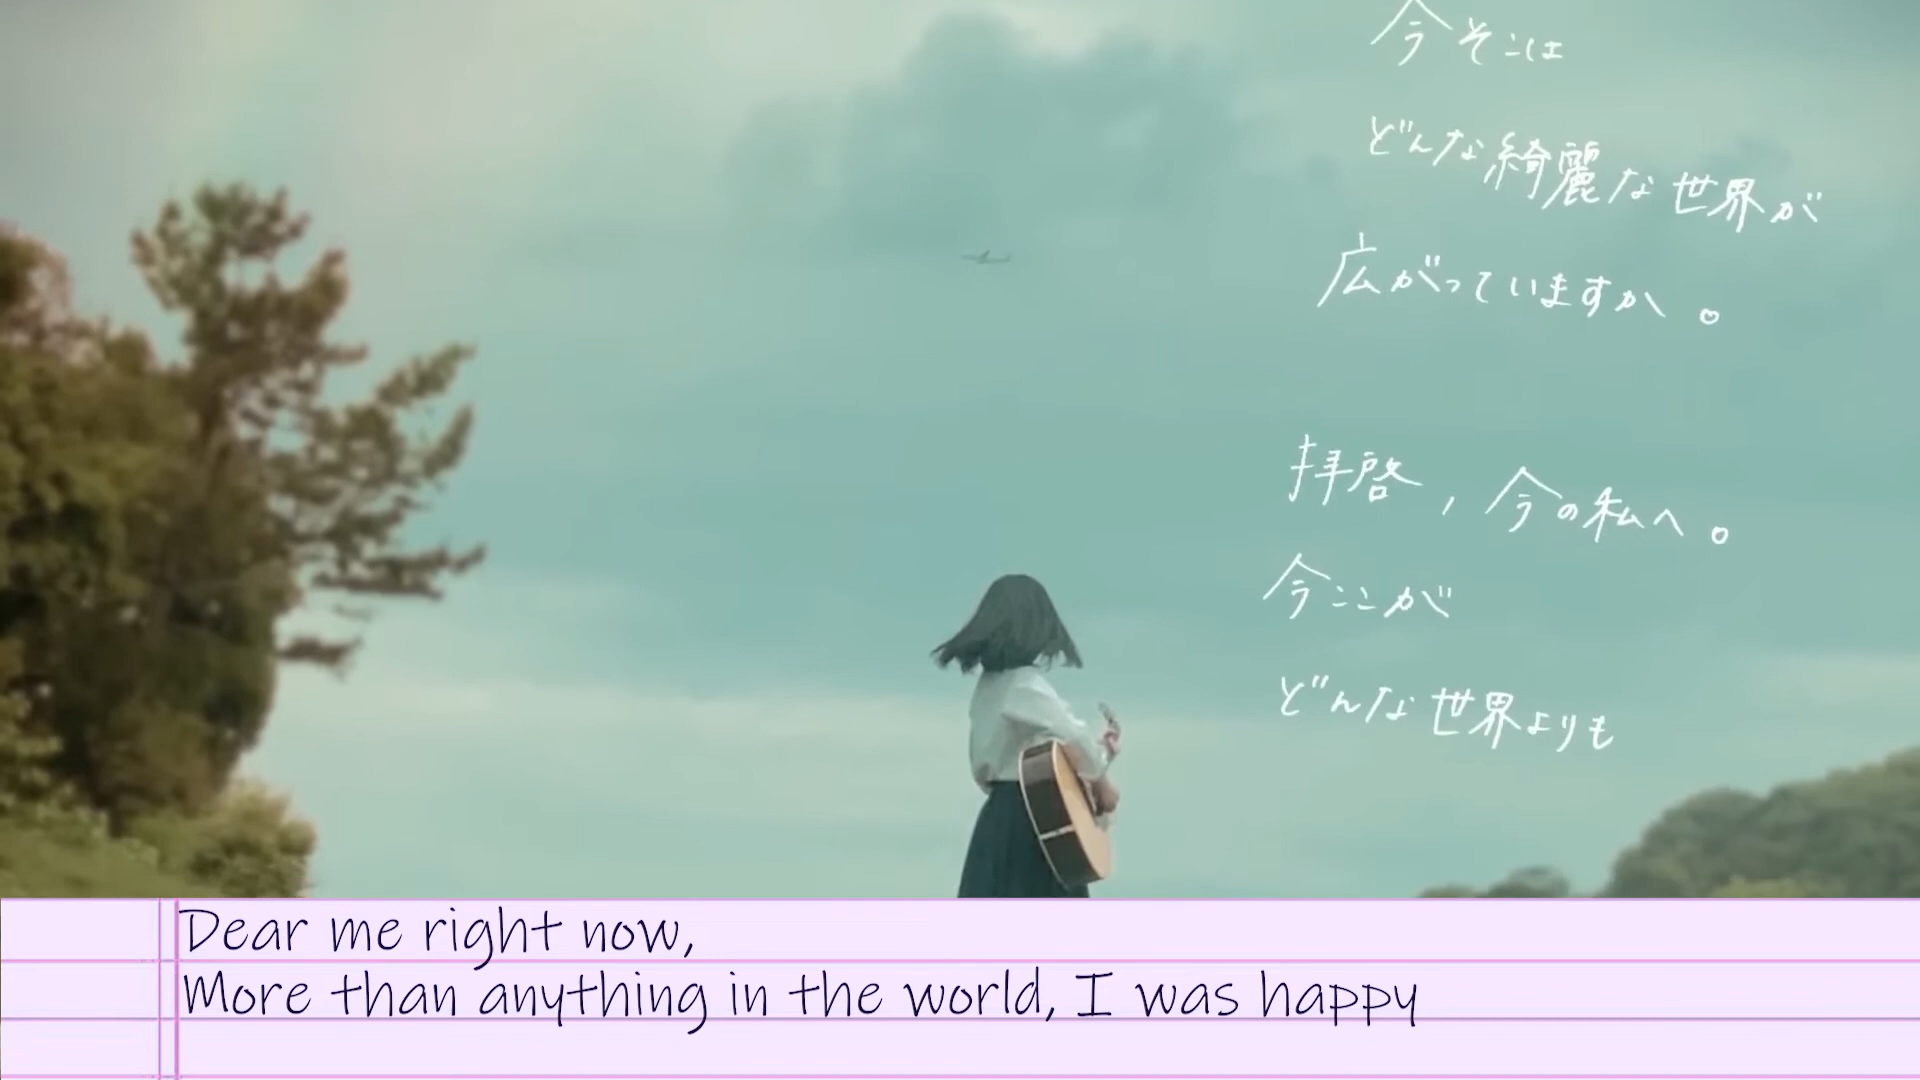 今そこは
どんな綺麗な世界が
広がっていますか。
拝啓，今の私へ。
今ここが
どんな世界よりも
Dear me right now,
More than anything in the world, I was happy